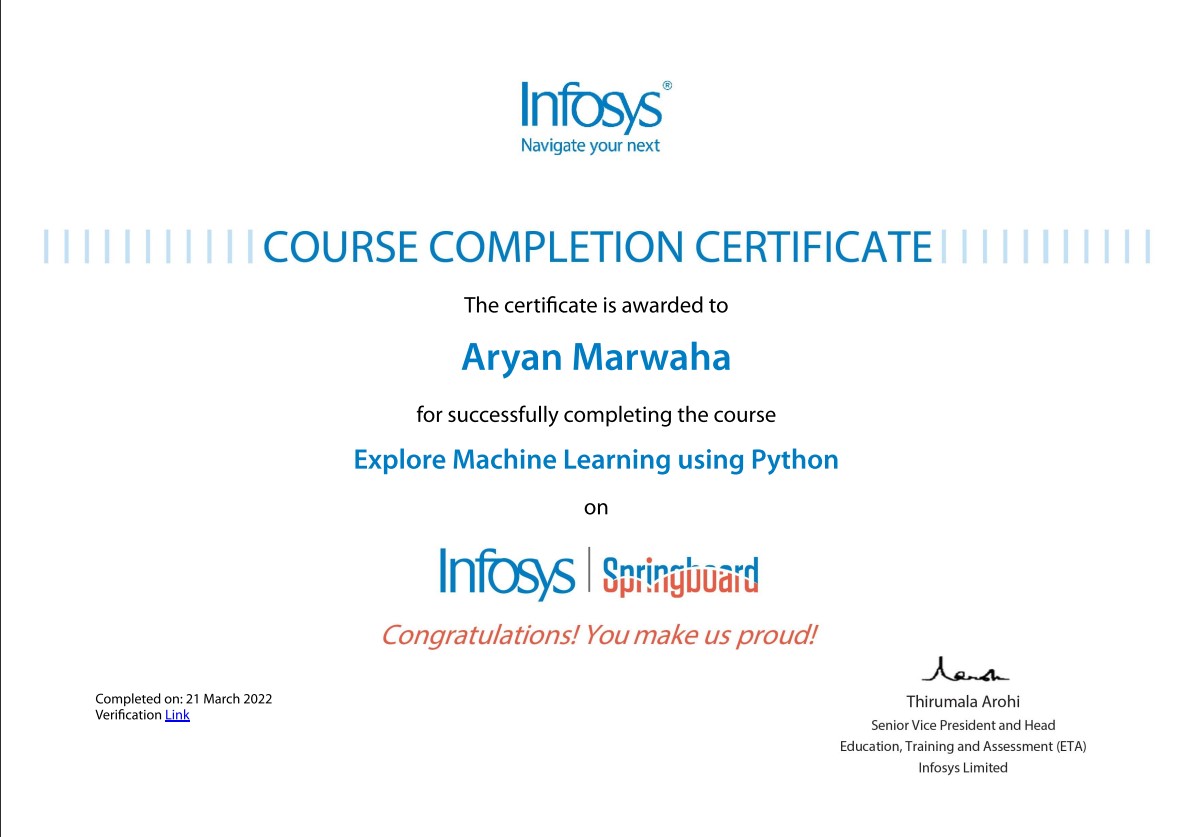 Infosys®
Navigate your next
COURSE COMPLETION CERTIFICATE
The certificate is awarded to
Aryan Marwaha
for successfully completing the course
Explore Machine Learning using Python
on
Infosys | Springboard
Congratulations! You make us proud!
Completed on: 21 March 2022
Verification Link
Thirumala Arohi
Senior Vice President and Head
Education, Training and Assessment (ETA)
Infosys Limited